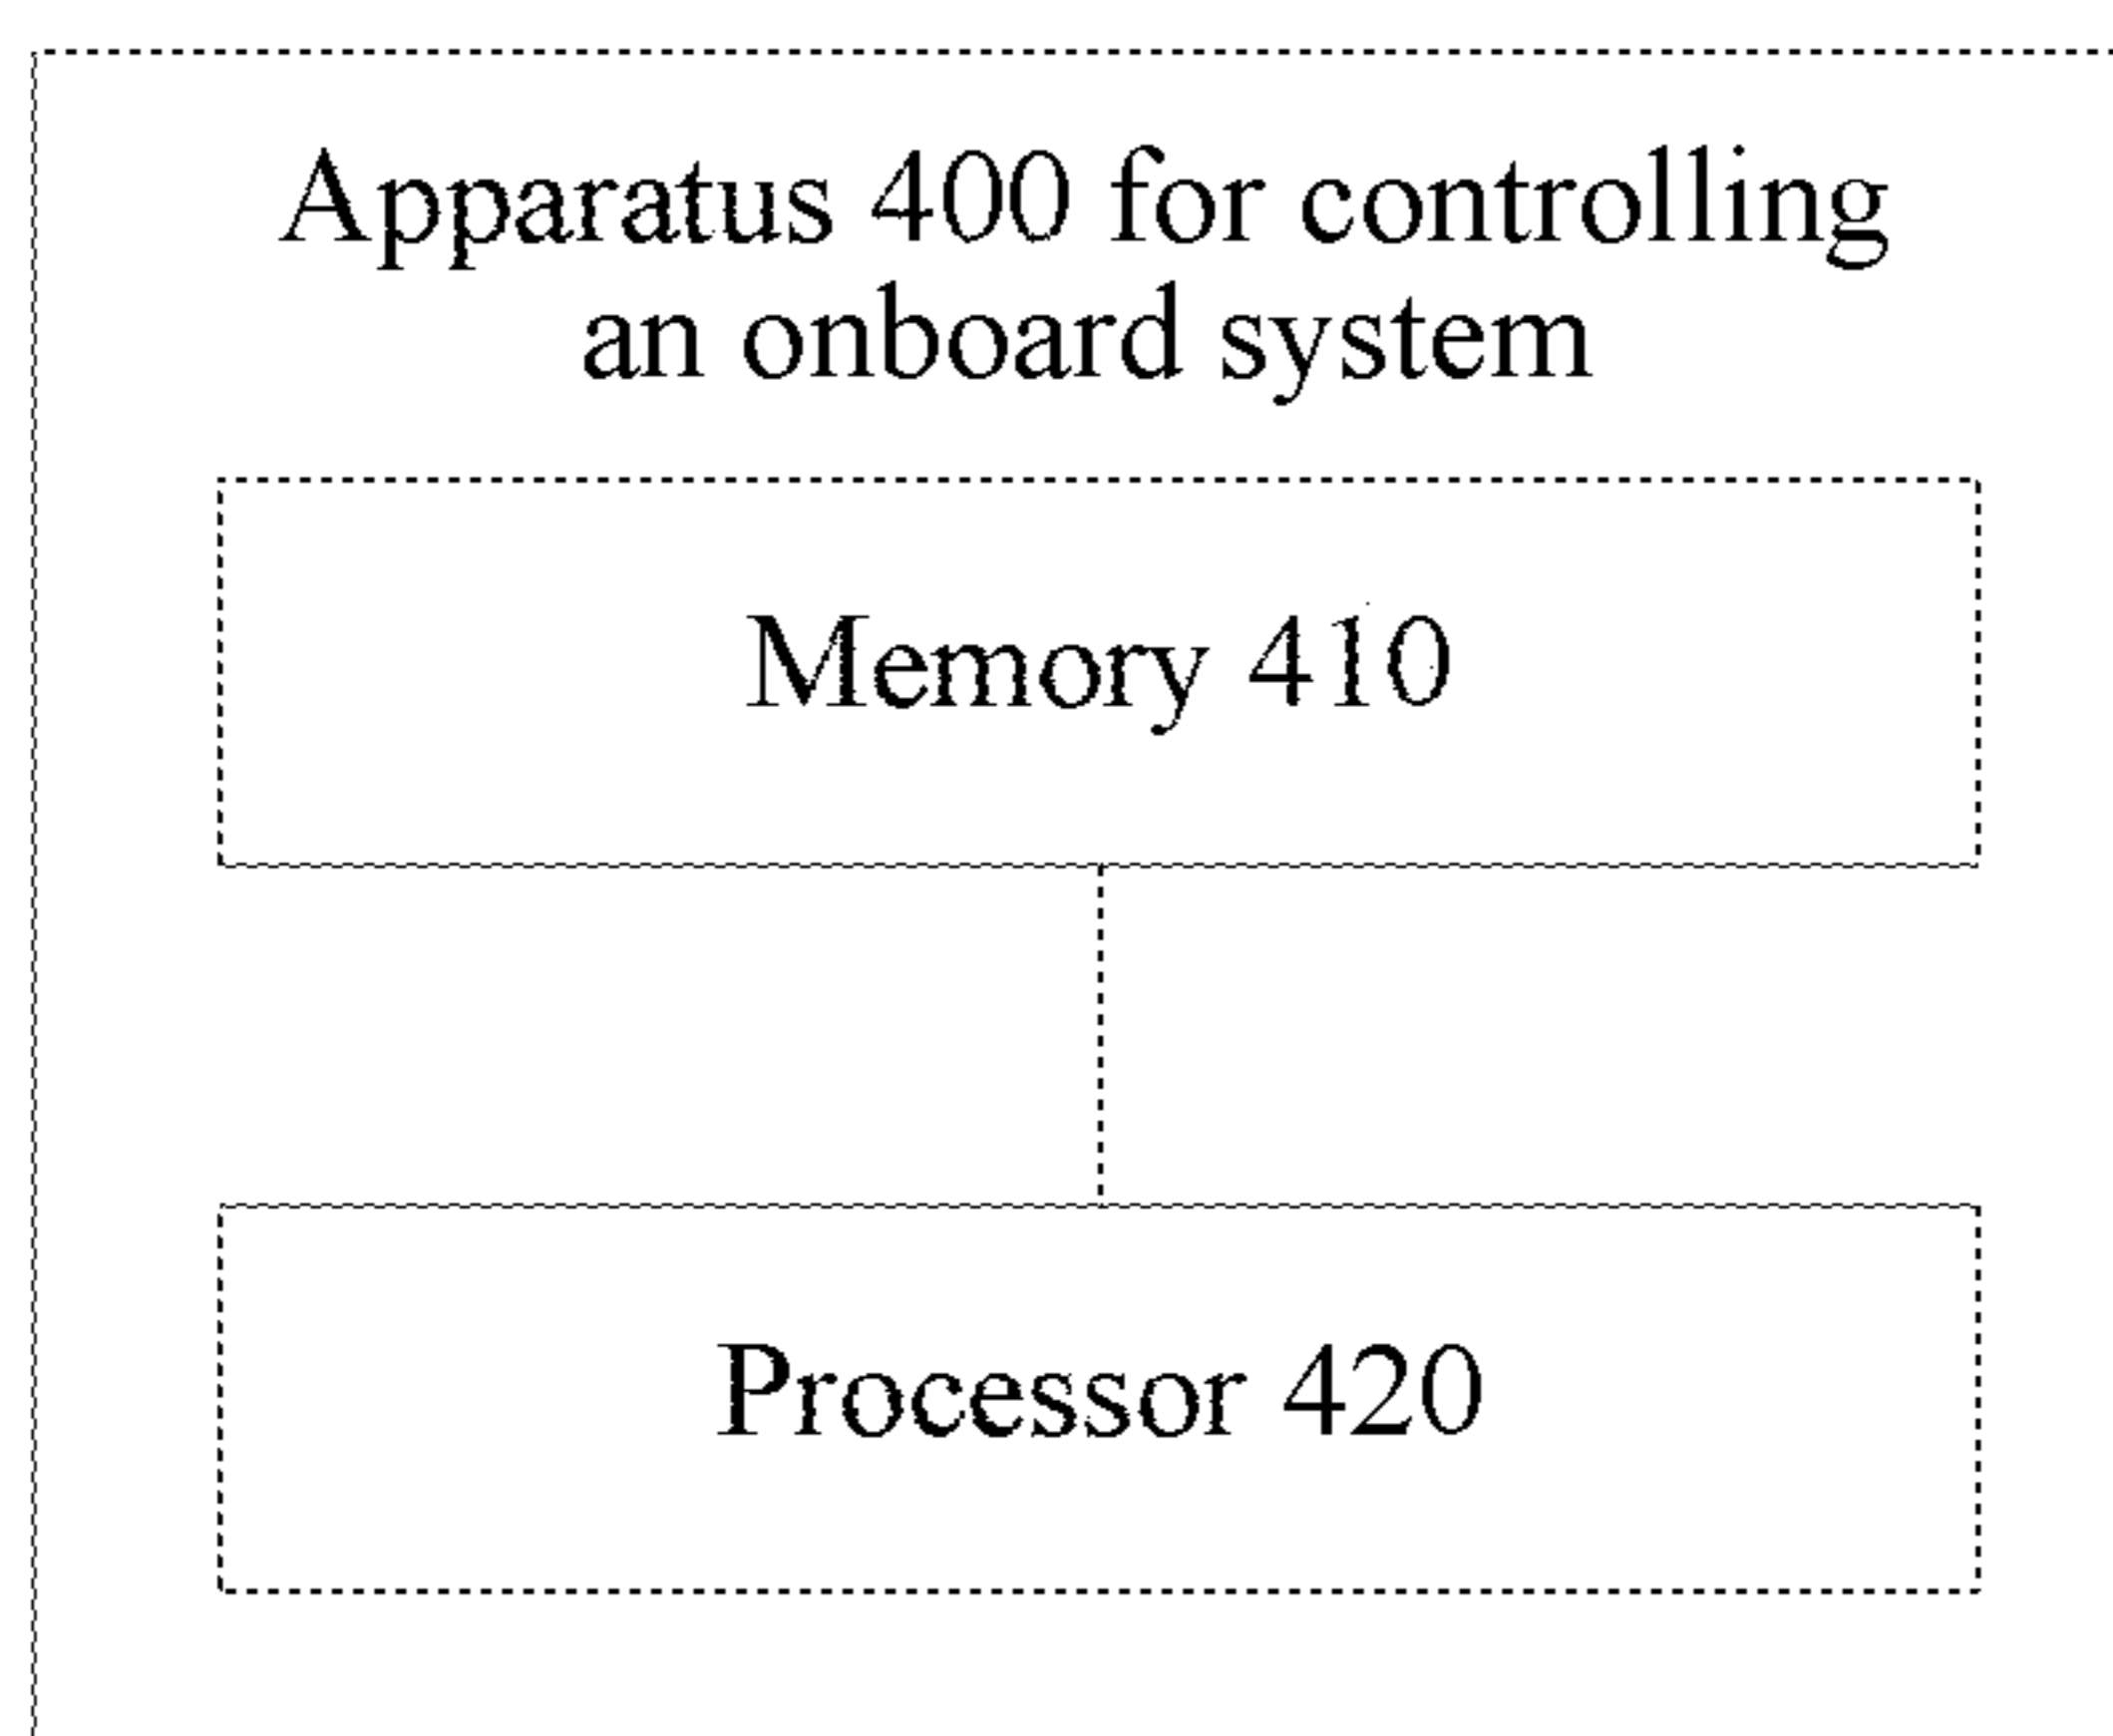 Apparatus 400 for controlling
an onboard system
Memory 410
Processor 420